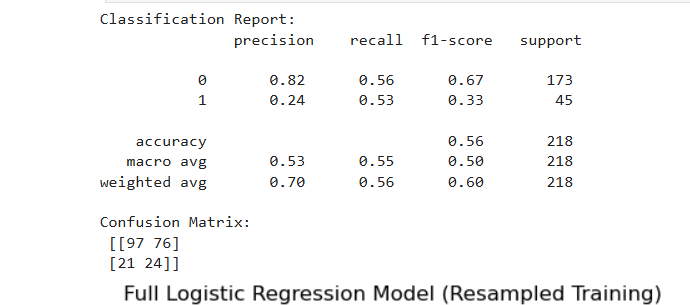 Classification Report:
precision recall f1-score support
0 0.82 0.56 0.67 173
1 0.24 0.53 0.33 45
accuracy 0.56 218
macro avg 0.53 0.55 0.50 218
weighted avg 0.70 0.56 0.60 218
Confusion Matrix:
[[97 76]
[21 24]]
Full Logistic Regression Model (Resampled Training)